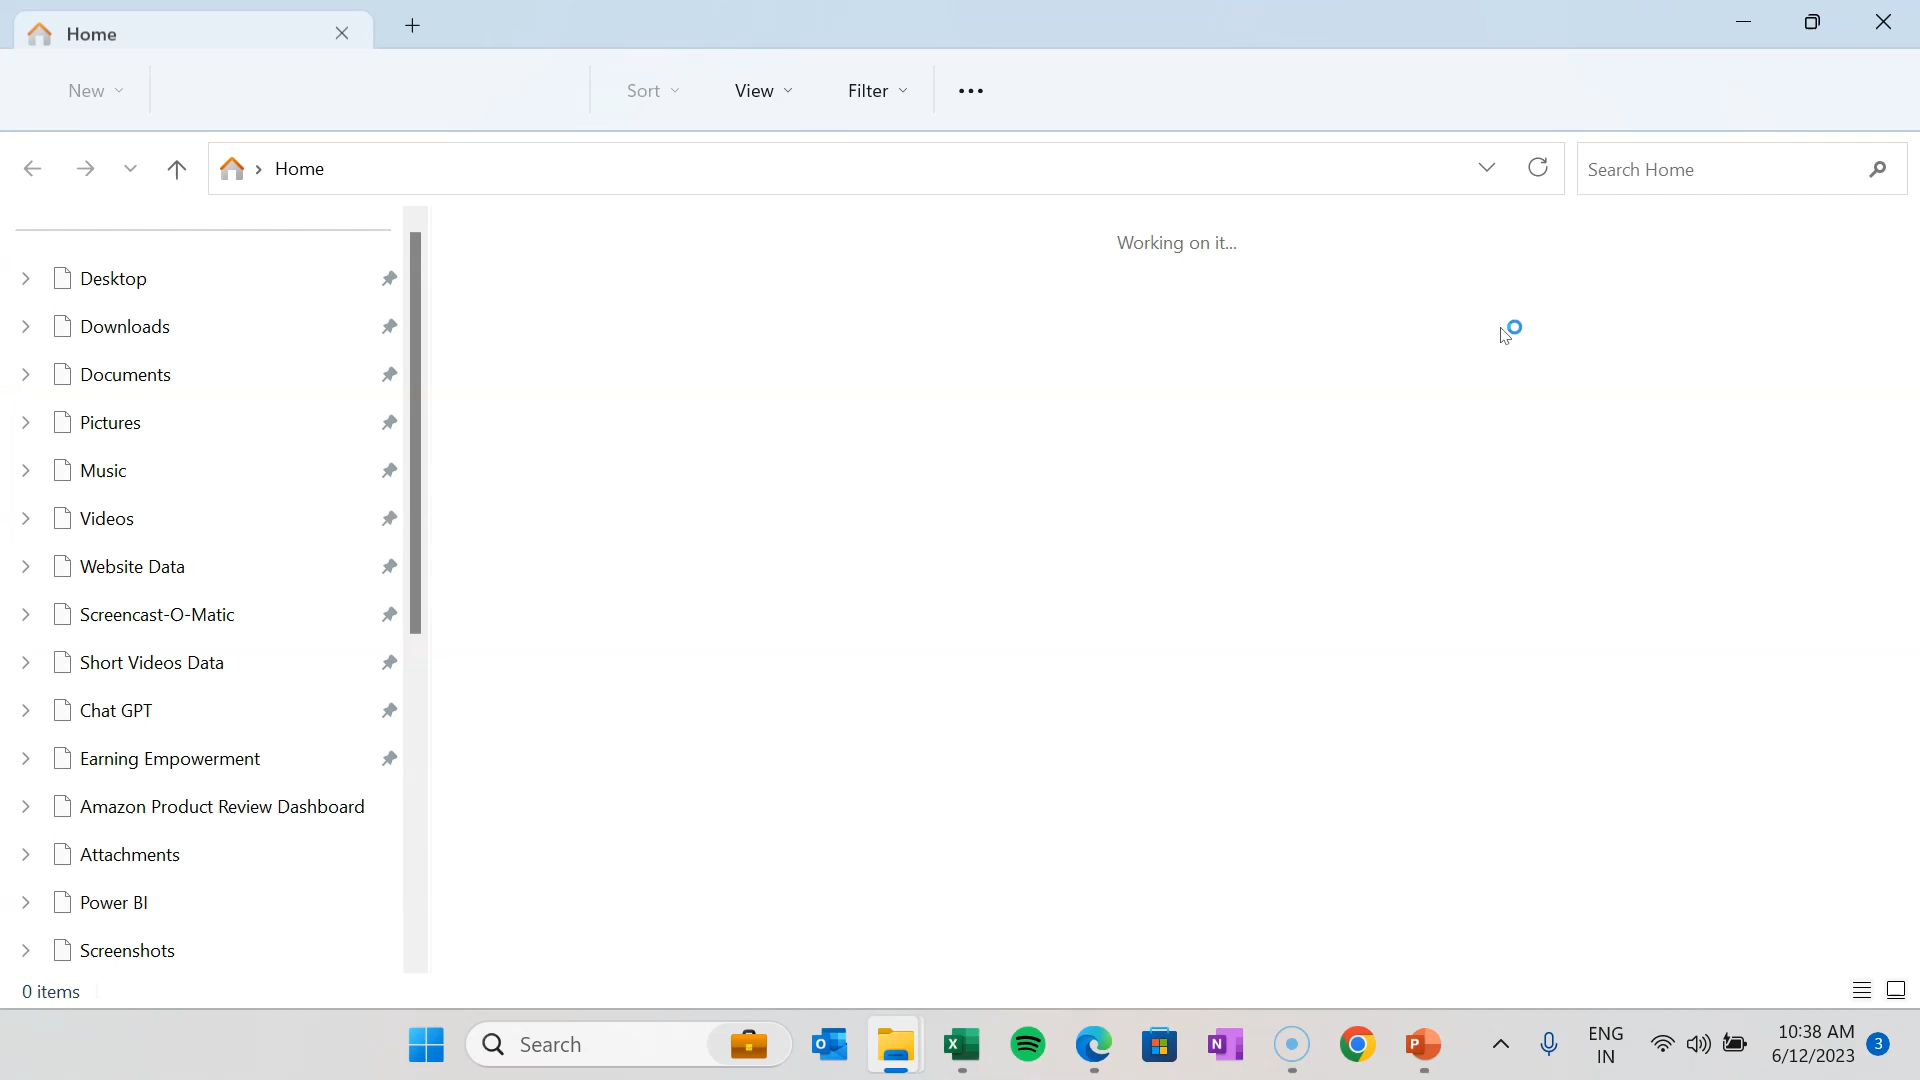 Home
New
Sort
View
Filter
Home
Search Home
Working on it...
Desktop
Downloads
Documents
Pictures
Music
Videos
Website Data
Screencast-O-Matic
Short Videos Data
Chat GPT
Earning Empowerment
Amazon Product Review Dashboard
Attachments
Power BI
Screenshots
0 items
Search
ENG
IN
10:38 AM
6/12/2023
3